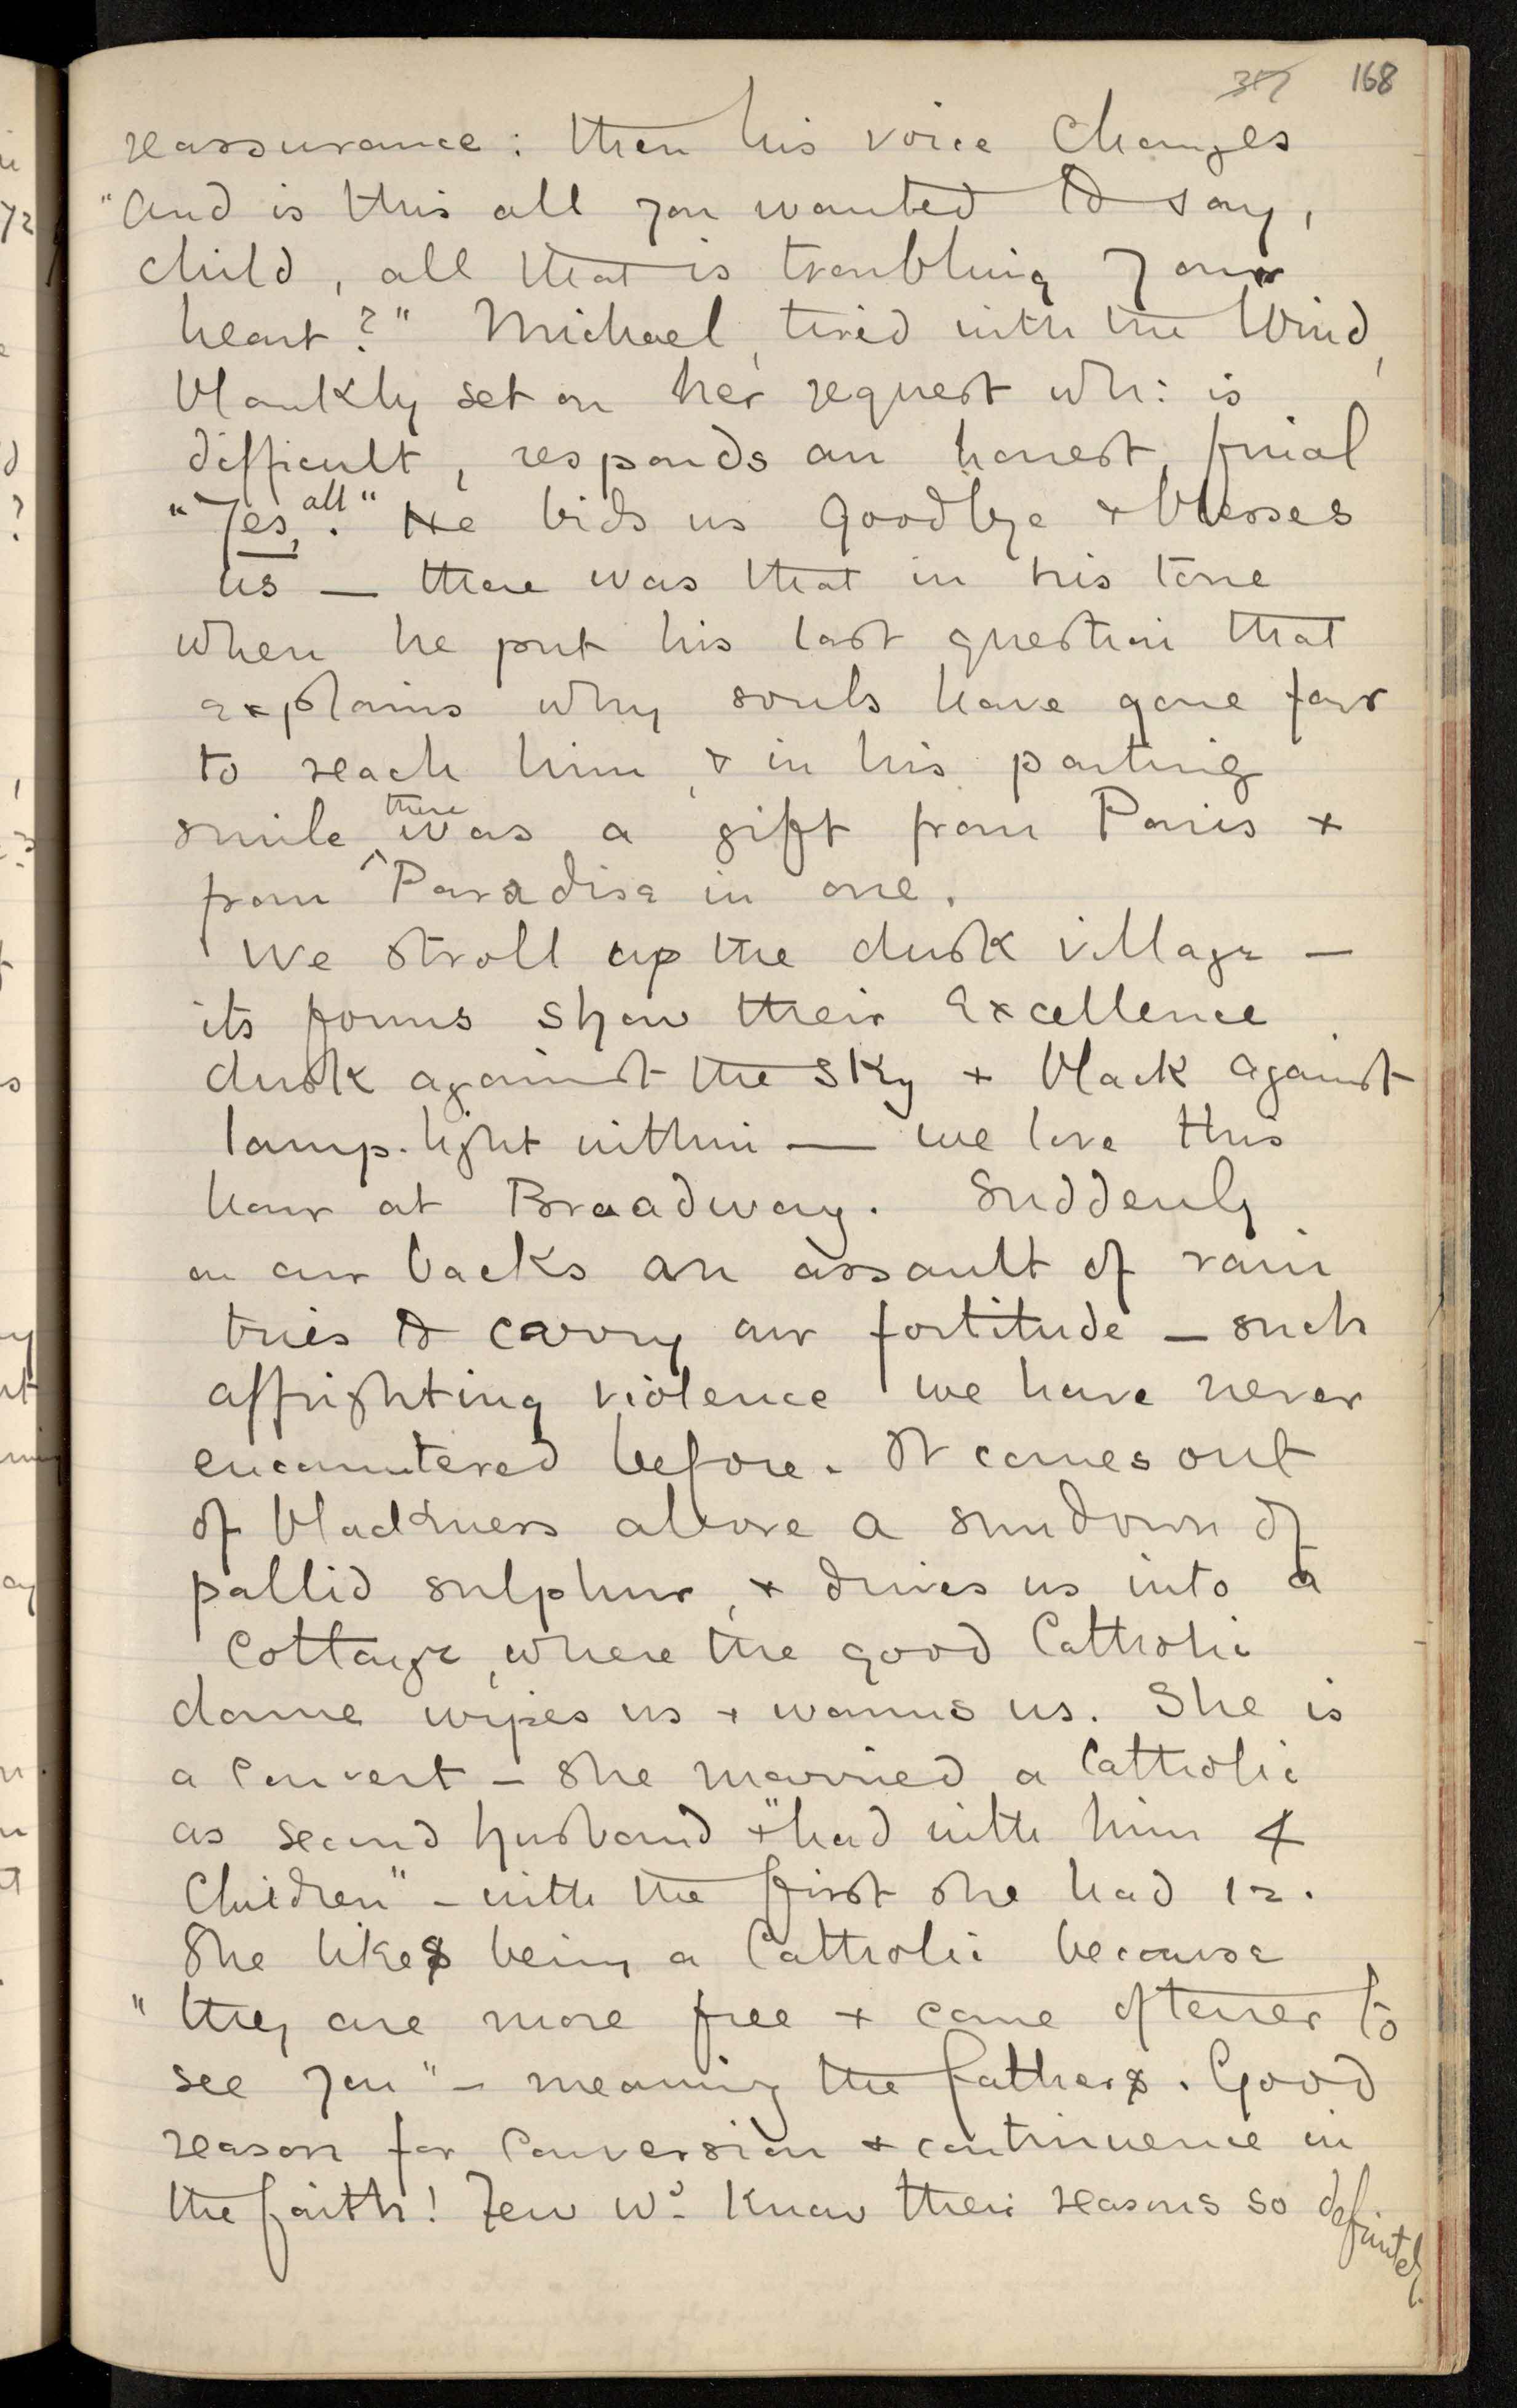 168
reassurance: then his voice changes
"And is this all you wanted to say,
child, all that is troubling your
heart?" Michael, tired with the Wind,
blankly set on her request wh: is
difficult, responds an honest, final
"Yes, all." He bids us Goodbye + blesses
us — there was that in his tone
when he put his last question that
explains why souls have gone far
to reach him, + in his parting
smile there was a gift from Paris +
from Paradise in one.
We stroll up the dusk village —
its forms show their excellence
dusk against the sky + black against
lamp-light within — we love this
hour at Broadway. Suddenly
on our backs an assault of rain
tries to carry our fortitude — such
affrighting violence we have never
encountered before. It comes out
of blackness above a sundown of
pallid sulphur, + drives us into a
Cottage, where the good Catholic
dame wipes us + warms us. She is
a Convert — She married a Catholic
as second husband + "had with him 4
Children" — with the first she had 12.
She likes being a Catholic because
"they are more free + come oftener to
see you" — meaning the fathers. Good
reason for Conversion + continuence in
the faith! Few wd. know their reasons so definitely.